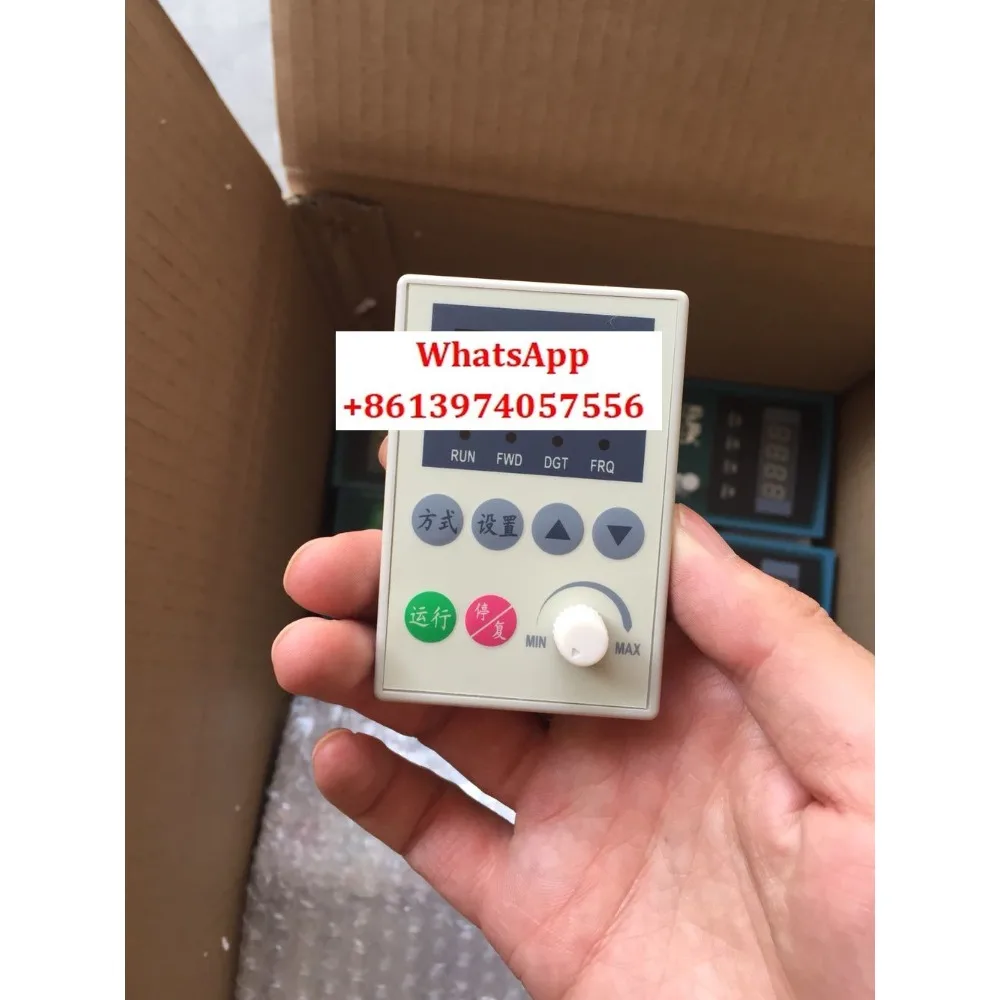 WhatsApp
+8613974057556
RUN FWD DGT FRQ
方式 设置
运行 停/复
MIN MAX